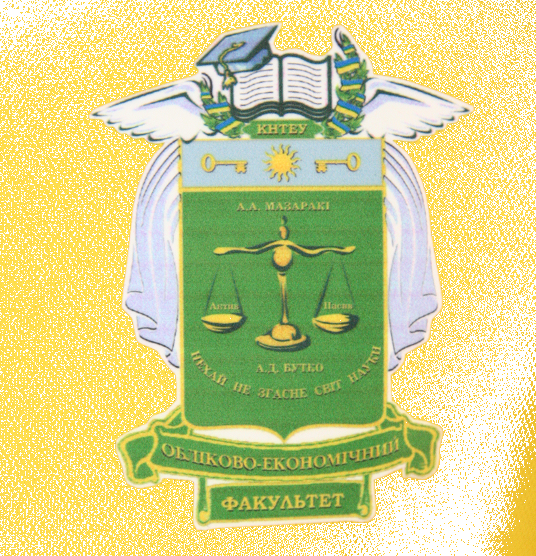 КНТЕУ
А.А. МАЗАРАКІ
Актив Пасив
А.Д. БУТКО
НЕХАЙ НЕ ЗГАСНЕ СВІТ НАУКИ
ОБЛІКОВО-ЕКОНОМІЧНИЙ
ФАКУЛЬТЕТ